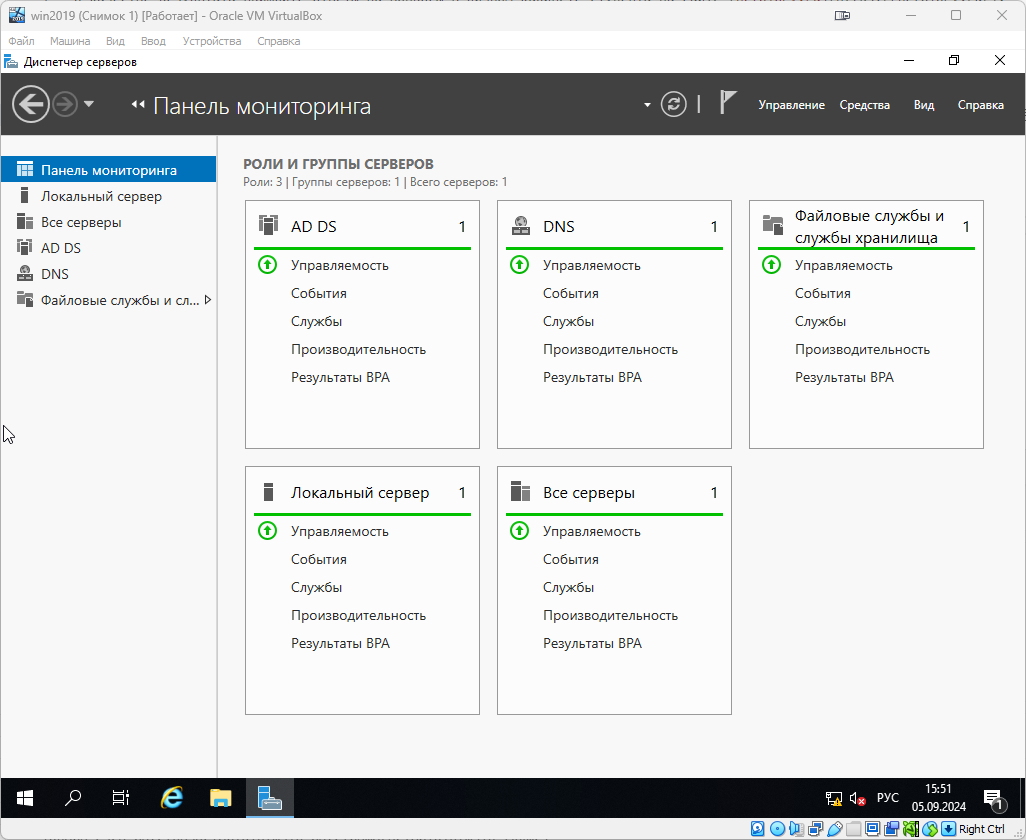 win2019 (Снимок 1) [Работает] - Oracle VM VirtualBox
Файл Машина Вид Ввод Устройства Справка
Диспетчер серверов
Панель мониторинга
Управление Средства Вид Справка
Панель мониторинга
Локальный сервер
Все серверы
AD DS
DNS
Файловые службы и сл...
РОЛИ И ГРУППЫ СЕРВЕРОВ
Роли: 3 | Группы серверов: 1 | Всего серверов: 1
AD DS 1
Управляемость
События
Службы
Производительность
Результаты BPA
DNS 1
Управляемость
События
Службы
Производительность
Результаты BPA
Файловые службы и
службы хранилища 1
Управляемость
События
Службы
Производительность
Результаты BPA
Локальный сервер 1
Управляемость
События
Службы
Производительность
Результаты BPA
Все серверы 1
Управляемость
События
Службы
Производительность
Результаты BPA
РУС
15:51
05.09.2024
1
Right Ctrl